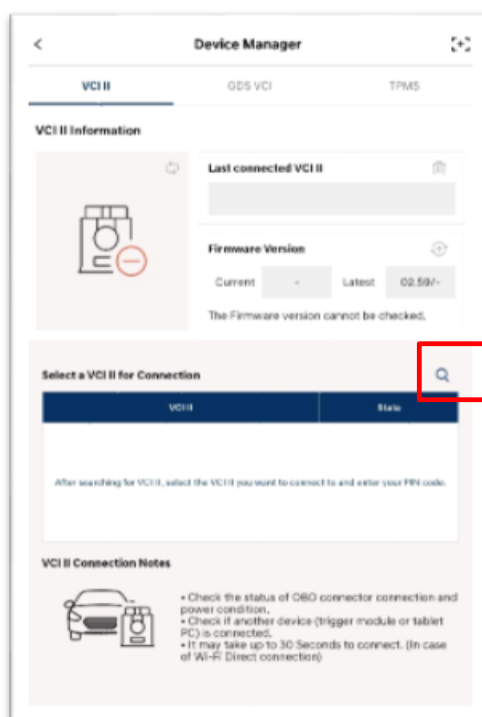 Device Manager
VCI II GDS VCI TPMS
VCI II Information
Last connected VCI II
Firmware Version
Current - Latest 02.59/-
The Firmware version cannot be checked.
Select a VCI II for Connection
VCI II State
After searching for VCI II, select the VCI II you want to connect to and enter your PIN code.
VCI II Connection Notes
• Check the status of OBD connector connection and
power condition.
• Check if another device (trigger module or tablet
PC) is connected.
• It may take up to 30 Seconds to connect. (In case
of Wi-Fi Direct connection)